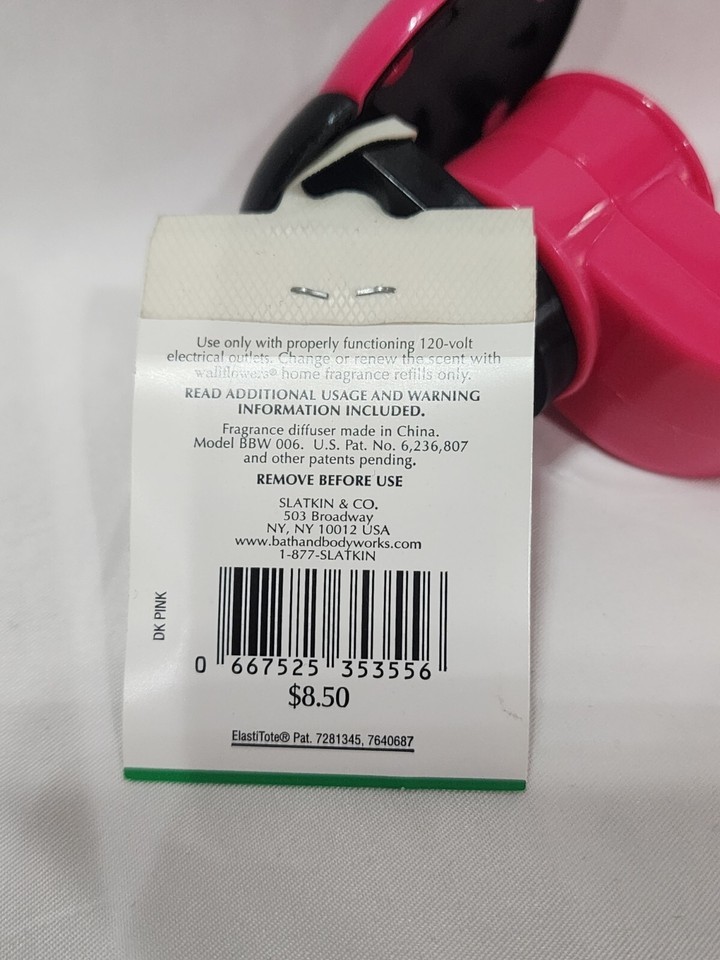 Use only with properly functioning 120-volt
electrical outlets. Change or renew the scent with
wallflowers® home fragrance refills only.
READ ADDITIONAL USAGE AND WARNING
INFORMATION INCLUDED.
Fragrance diffuser made in China.
Model BBW 006. U.S. Pat. No. 6,236,807
and other patents pending.
REMOVE BEFORE USE
SLATKIN & CO.
503 Broadway
NY, NY 10012 USA
www.bathandbodyworks.com
1-877-SLATKIN
DK PINK
0 667525 353556
$8.50
ElastiTote® Pat. 7281345, 7640687